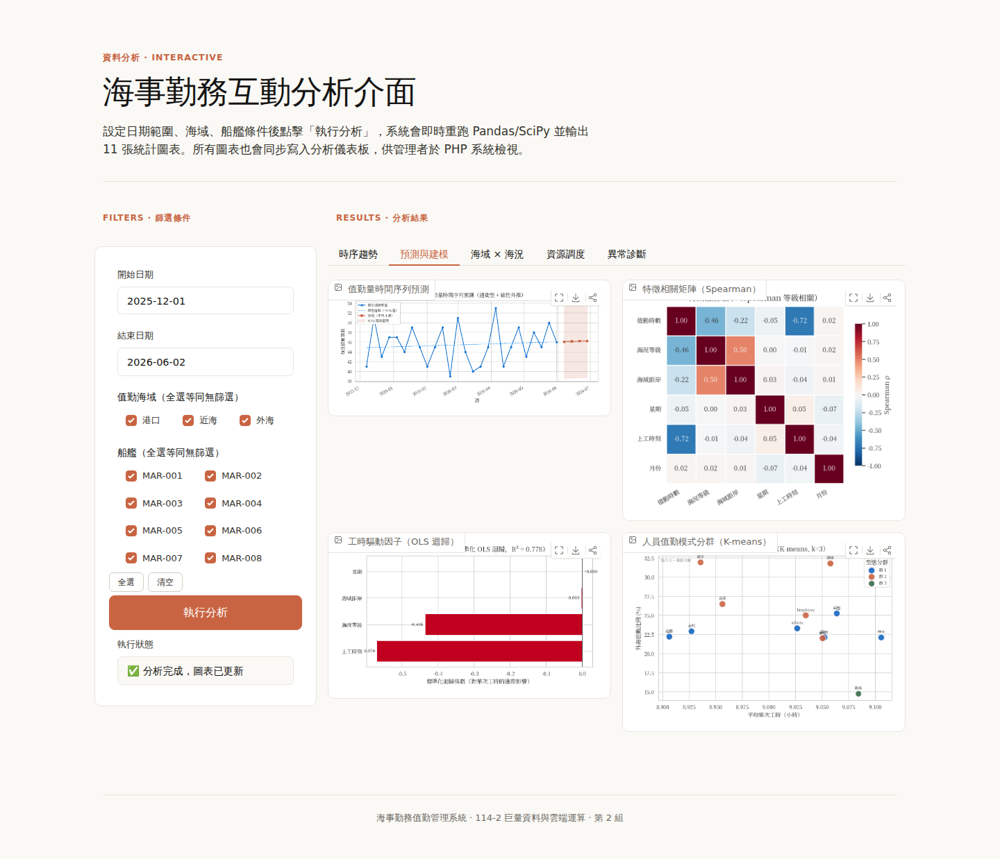 資料分析 · INTERACTIVE
海事勤務互動分析介面
設定日期範圍、海域、船艦條件後點擊「執行分析」，系統會即時重跑 Pandas/SciPy 並輸出
11 張統計圖表。所有圖表也會同步寫入分析儀表板，供管理者於 PHP 系統檢視。
FILTERS · 篩選條件
開始日期
2025-12-01
結束日期
2026-06-02
值勤海域（全選等同無篩選）
港口 近海 外海
船艦（全選等同無篩選）
MAR-001 MAR-002
MAR-003 MAR-004
MAR-005 MAR-006
MAR-007 MAR-008
全選 清空
執行分析
執行狀態
✅ 分析完成，圖表已更新
RESULTS · 分析結果
時序趨勢 預測與建模 海域 × 海況 資源調度 異常診斷
值勤量時間序列預測
量時間序列預測（週彙整 + 線性外推）
54
52
50
48
46
44
42
40
38
2025-12 2026-01 2026-02 2026-03 2026-04 2026-05 2026-06 2026-07
週
特徵相關矩陣（Spearman）
(Spearman 等級相關）
值勤時數 1.00 -0.46 -0.22 -0.05 -0.72 0.02
海況等級 -0.46 1.00 0.50 0.00 -0.01 0.02
海域距岸 -0.22 0.50 1.00 0.03 -0.04 0.01
星期 -0.05 0.00 0.03 1.00 0.05 -0.07
上工時刻 -0.72 -0.01 -0.04 0.05 1.00 -0.04
月份 0.02 0.02 0.01 -0.07 -0.04 1.00
值勤時數 海況等級 海域距岸 星期 上工時刻 月份
1.00
0.75
0.50
0.25
0.00
-0.25
-0.50
-0.75
-1.00
Spearman ρ
工時驅動因子（OLS 迴歸）
準化 OLS 迴歸，R² = 0.778）
星期 +0.000
海域距岸 0.003
海況等級 -0.436
上工時刻 -0.570
-0.5 -0.4 -0.3 -0.2 -0.1 0.0
標準化迴歸係數（對單次工時的邊際影響）
人員值勤模式分群（K-means）
(K-means, k=3)
型態分群
群 1
群 2
群 3
Employee
admin
32.5
30.0
27.5
25.0
22.5
20.0
17.5
15.0
外海值勤比例 (%)
8.900 8.925 8.950 8.975 9.000 9.025 9.050 9.075 9.100
平均單次工時（小時）
海事勤務值勤管理系統 · 114-2 巨量資料與雲端運算 · 第 2 組